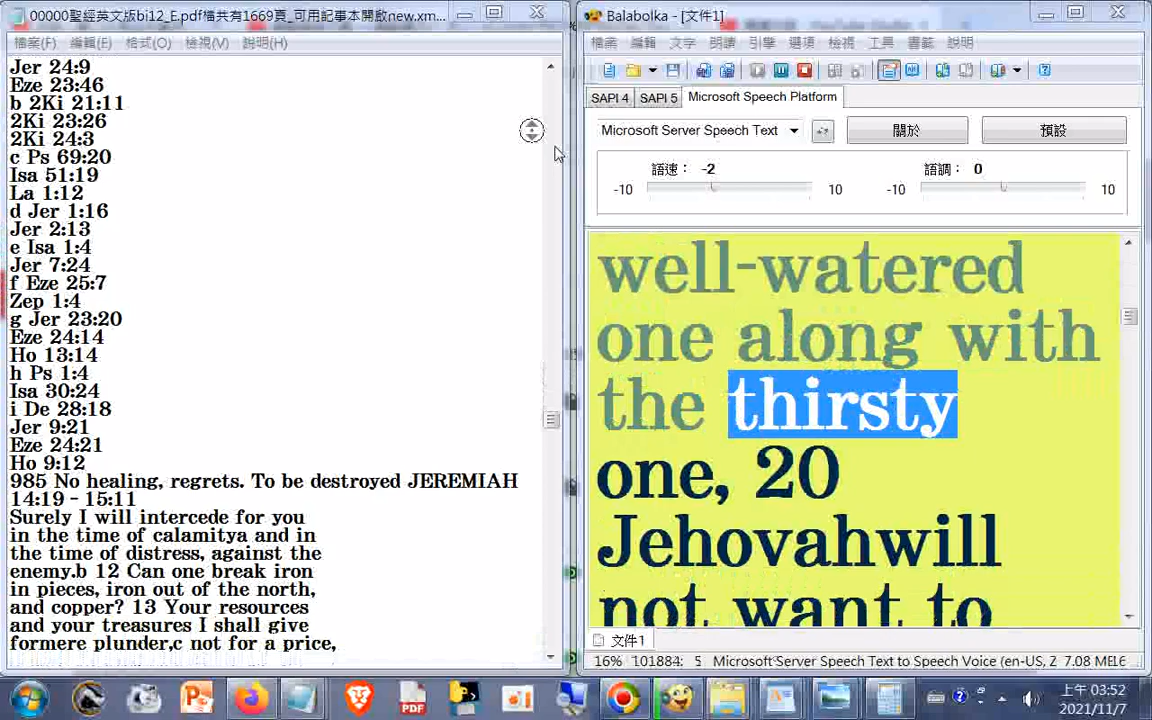 00000聖經英文版bi12_E.pdf檔共有1669頁_可用記事本開啟new.xm...
檔案(F) 編輯(E) 格式(O) 檢視(V) 說明(H)
Jer 24:9
Eze 23:46
b 2Ki 21:11
2Ki 23:26
2Ki 24:3
c Ps 69:20
Isa 51:19
La 1:12
d Jer 1:16
Jer 2:13
e Isa 1:4
Jer 7:24
f Eze 25:7
Zep 1:4
g Jer 23:20
Eze 24:14
Ho 13:14
h Ps 1:4
Isa 30:24
i De 28:18
Jer 9:21
Eze 24:21
Ho 9:12
985 No healing, regrets. To be destroyed JEREMIAH
14:19 - 15:11
Surely I will intercede for you
in the time of calamitya and in
the time of distress, against the
enemy.b 12 Can one break iron
in pieces, iron out of the north,
and copper? 13 Your resources
and your treasures I shall give
formere plunder,c not for a price,
Balabolka - [文件1]
檔案 編輯 文字 朗讀 引擎 選項 檢視 工具 書籤 說明
SAPI 4 SAPI 5 Microsoft Speech Platform
Microsoft Server Speech Text 關於 預設
語速： -2 語調： 0
-10 10 -10 10
well-watered
one along with
the thirsty
one, 20
Jehovahwill
not want to
文件1
16% 101884: 5 Microsoft Server Speech Text to Speech Voice (en-US, 2 7.08 ME
PDF
上午 03:52
2021/11/7